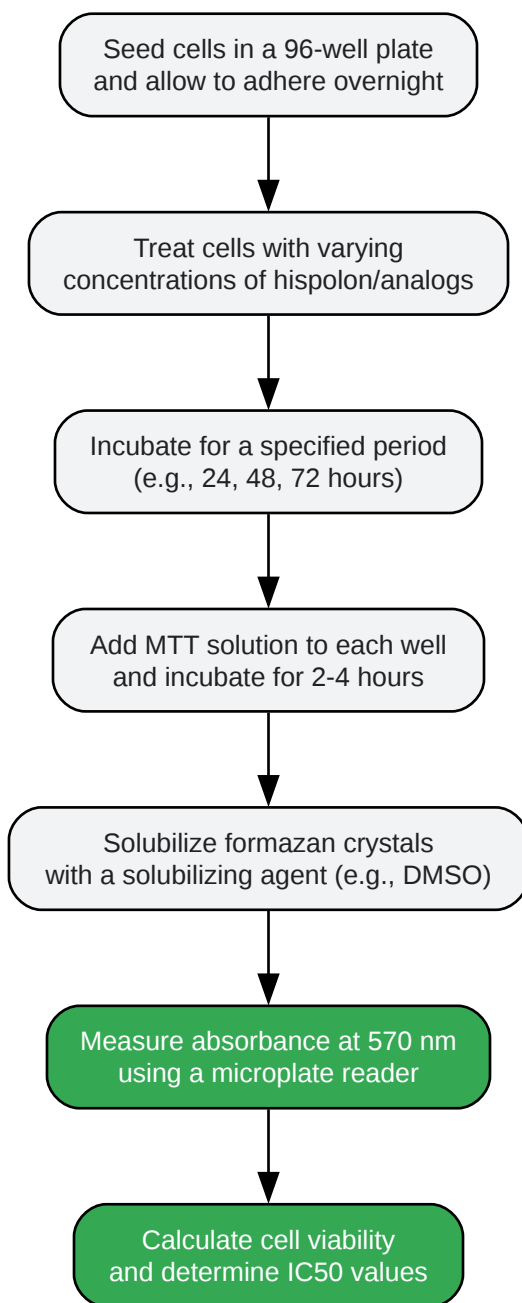 Seed cells in a 96-well plate
and allow to adhere overnight
Treat cells with varying
concentrations of hispolon/analogs
Incubate for a specified period
(e.g., 24, 48, 72 hours)
Add MTT solution to each well
and incubate for 2-4 hours
Solubilize formazan crystals
with a solubilizing agent (e.g., DMSO)
Measure absorbance at 570 nm
using a microplate reader
Calculate cell viability
and determine IC50 values